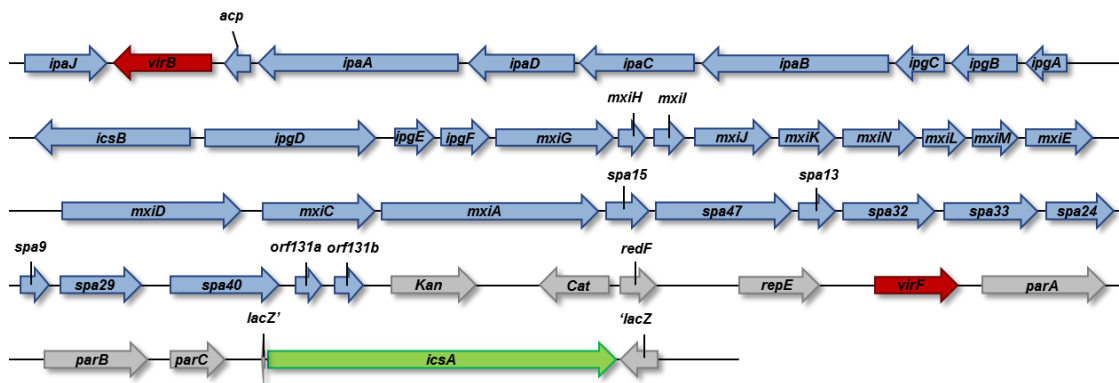 acp
ipaJ virB ipaA ipaD ipaC ipaB ipgC ipgB ipgA
mxiH mxiI
icsB ipgD ipgE ipgF mxiG mxiJ mxiK mxiN mxiL mxiM mxiE
spa15 spa13
mxiD mxiC mxiA spa47 spa32 spa33 spa24
spa9 orf131a orf131b redF
spa29 spa40 Kan Cat repE virF parA
lacZ' 'lacZ
parB parC icsA